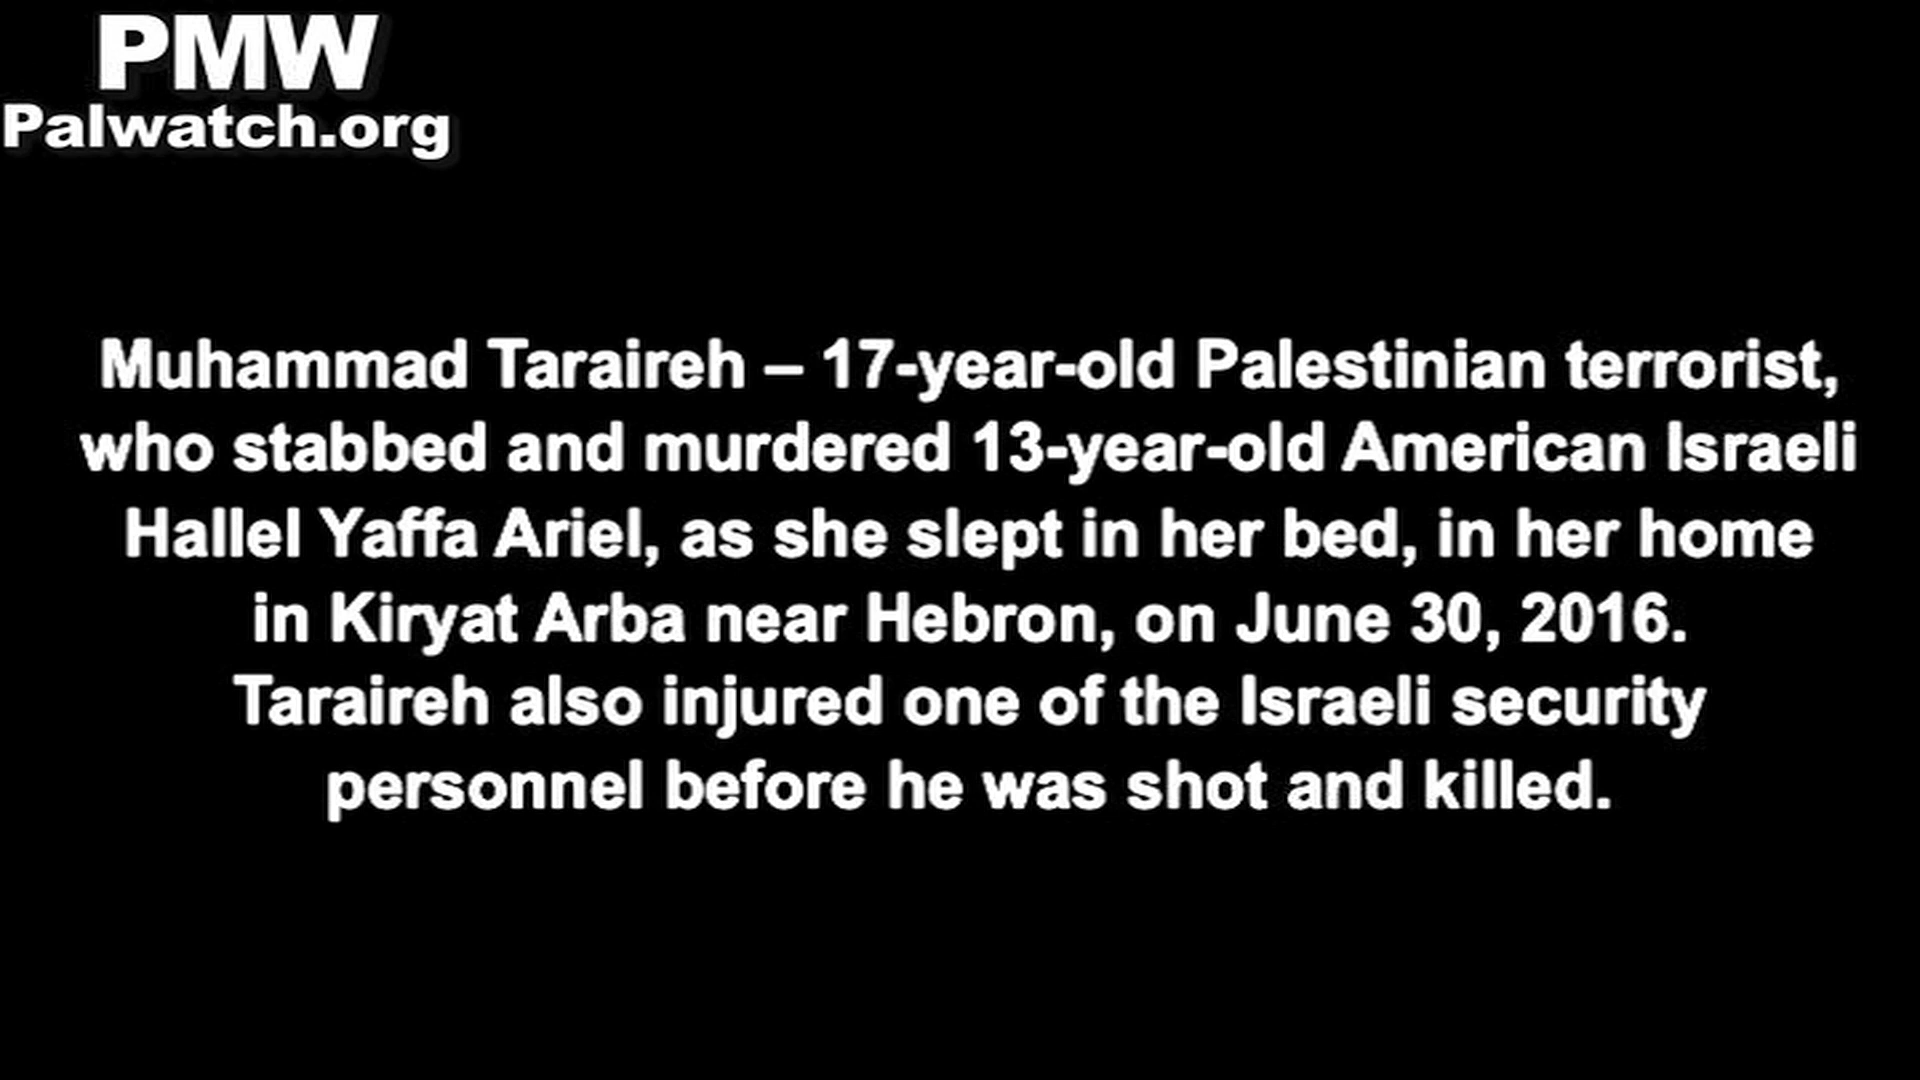 PMW
Palwatch.org
Muhammad Taraireh – 17-year-old Palestinian terrorist,
who stabbed and murdered 13-year-old American Israeli
Hallel Yaffa Ariel, as she slept in her bed, in her home
in Kiryat Arba near Hebron, on June 30, 2016.
Taraireh also injured one of the Israeli security
personnel before he was shot and killed.